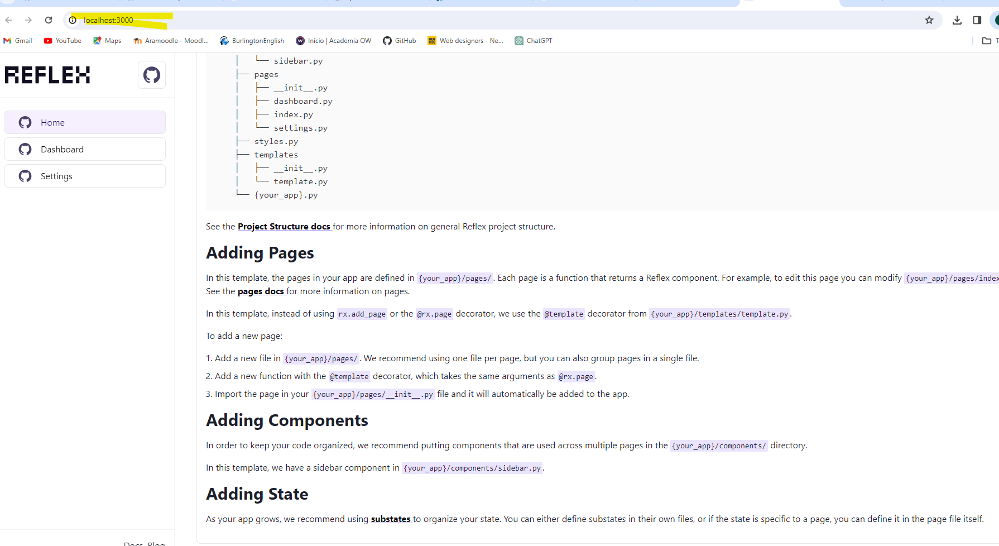 localhost:3000
Gmail YouTube Maps Aramoodle - Moodl... BurlingtonEnglish Inicio | Academia OW GitHub Web designers - Ne... ChatGPT
REFLEX
Home
Dashboard
Settings
Docs Blog
│   └── sidebar.py
├── pages
│   ├── __init__.py
│   ├── dashboard.py
│   ├── index.py
│   └── settings.py
├── styles.py
├── templates
│   ├── __init__.py
│   └── template.py
└── {your_app}.py
See the Project Structure docs for more information on general Reflex project structure.
Adding Pages
In this template, the pages in your app are defined in {your_app}/pages/. Each page is a function that returns a Reflex component. For example, to edit this page you can modify {your_app}/pages/index
See the pages docs for more information on pages.
In this template, instead of using rx.add_page or the @rx.page decorator, we use the @template decorator from {your_app}/templates/template.py.
To add a new page:
1. Add a new file in {your_app}/pages/. We recommend using one file per page, but you can also group pages in a single file.
2. Add a new function with the @template decorator, which takes the same arguments as @rx.page.
3. Import the page in your {your_app}/pages/__init__.py file and it will automatically be added to the app.
Adding Components
In order to keep your code organized, we recommend putting components that are used across multiple pages in the {your_app}/components/ directory.
In this template, we have a sidebar component in {your_app}/components/sidebar.py.
Adding State
As your app grows, we recommend using substates to organize your state. You can either define substates in their own files, or if the state is specific to a page, you can define it in the page file itself.